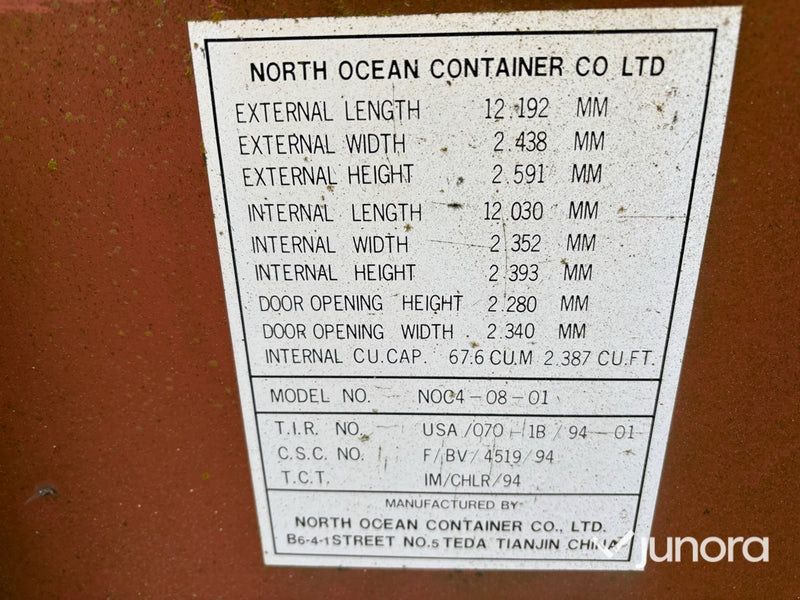 NORTH OCEAN CONTAINER CO LTD
EXTERNAL LENGTH 12.192 MM
EXTERNAL WIDTH 2.438 MM
EXTERNAL HEIGHT 2.591 MM
INTERNAL LENGTH 12.030 MM
INTERNAL WIDTH 2.352 MM
INTERNAL HEIGHT 2.393 MM
DOOR OPENING HEIGHT 2.280 MM
DOOR OPENING WIDTH 2.340 MM
INTERNAL CU.CAP. 67.6 CU.M 2.387 CU.FT.
MODEL NO. NOC4-08-01
T.I.R. NO. USA/070-1B/94-01
C.S.C. NO. F/BV/4519/94
T.C.T. IM/CHLR/94
MANUFACTURED BY
NORTH OCEAN CONTAINER CO., LTD.
B6-4-1 STREET NO.5 TEDA TIANJIN CHINA
junora